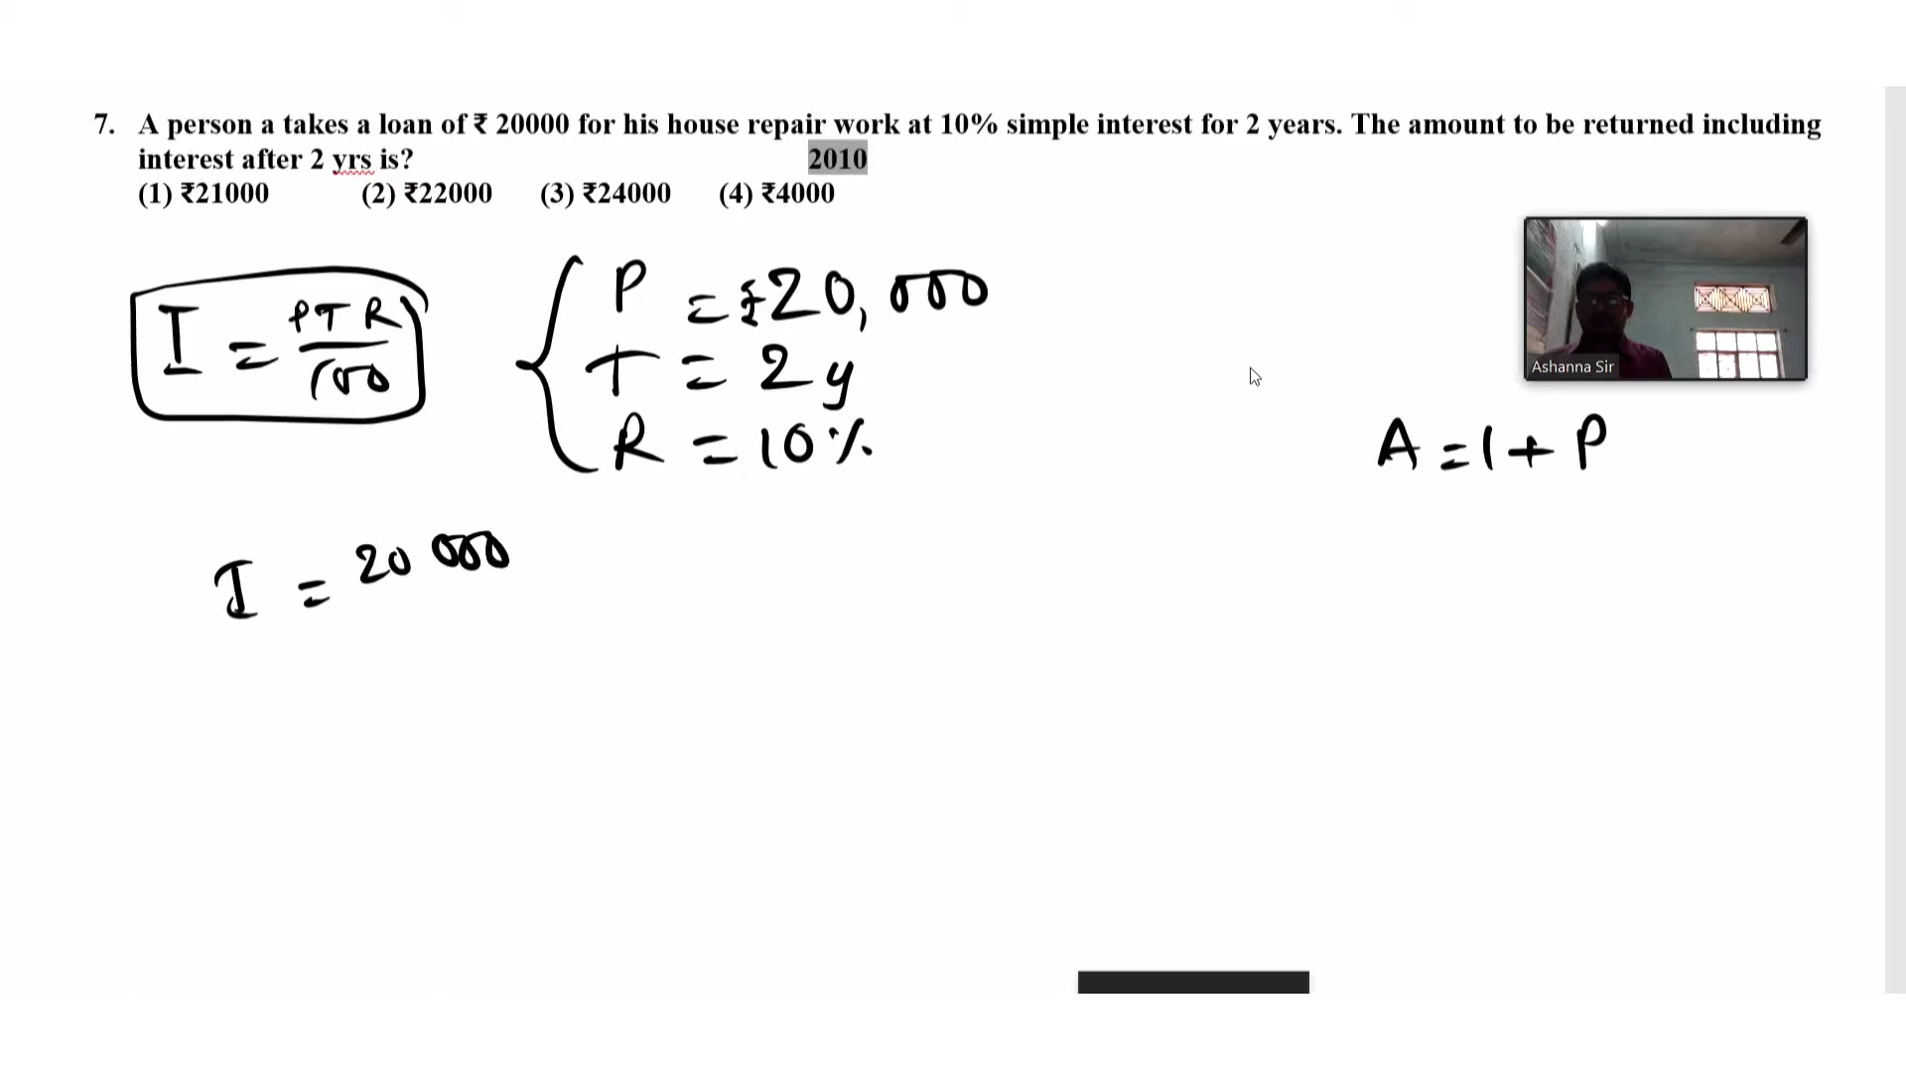 7. A person a takes a loan of ₹ 20000 for his house repair work at 10% simple interest for 2 years. The amount to be returned including
interest after 2 yrs is? 2010
(1) ₹21000 (2) ₹22000 (3) ₹24000 (4) ₹4000
I = PTR/100
P = ₹20,000
T = 2y
R = 10%
Ashanna Sir
A = I + P
I = 20 000